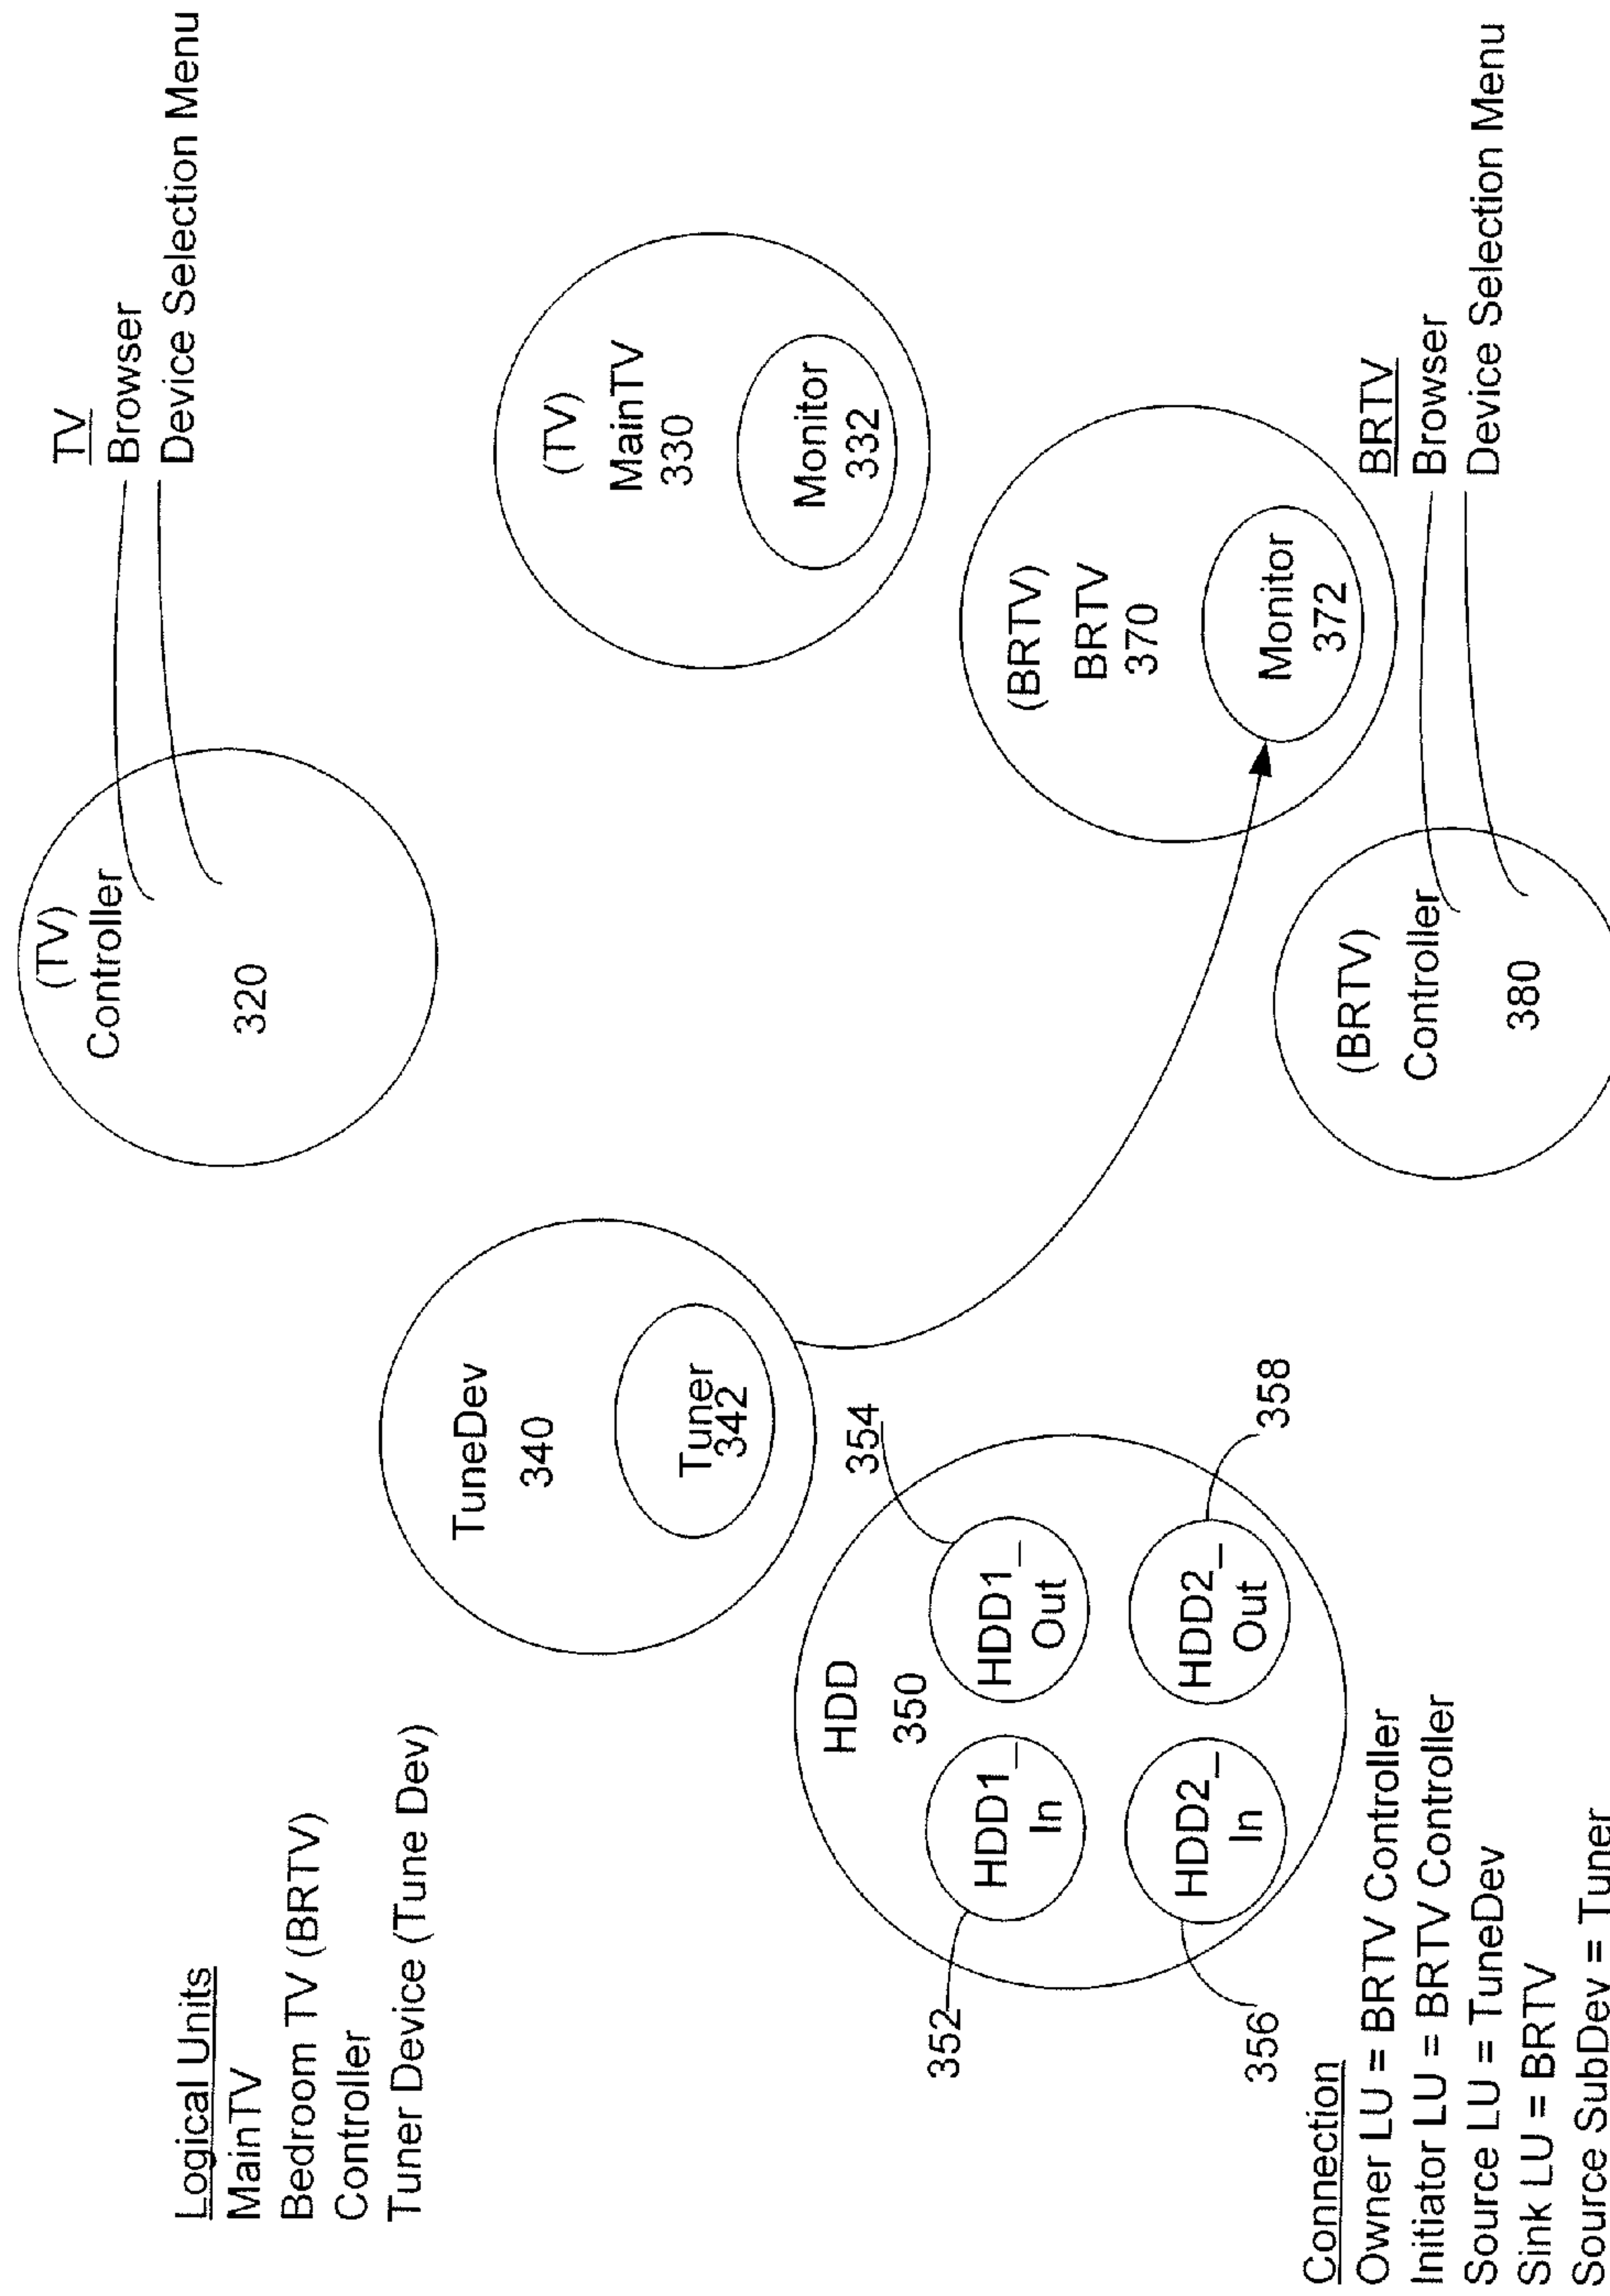 Logical Units
MainTV
Bedroom TV (BRTV)
Controller
Tuner Device (Tune Dev)
(TV)
Controller
320
TV
Browser
Device Selection Menu
TuneDev
340
Tuner
342
(TV)
MainTV
330
Monitor
332
HDD
350
352
HDD1_
In
354
HDD1_
Out
356
HDD2_
In
358
HDD2_
Out
(BRTV)
BRTV
370
Monitor
372
(BRTV)
Controller
380
BRTV
Browser
Device Selection Menu
Connection
Owner LU = BRTV Controller
Initiator LU = BRTV Controller
Source LU = TuneDev
Sink LU = BRTV
Source SubDev = Tuner